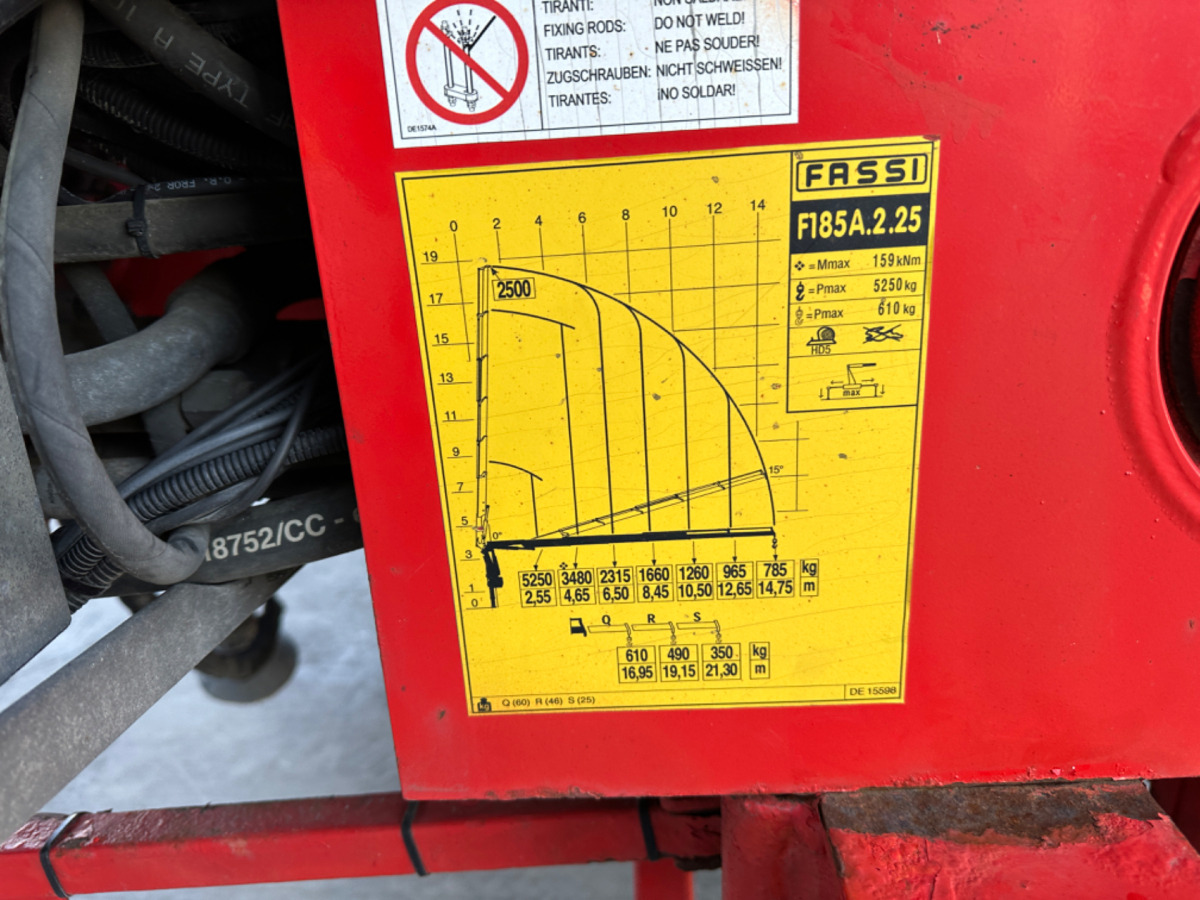 TIRANTI:
FIXING RODS: DO NOT WELD!
TIRANTS: NE PAS SOUDER!
ZUGSCHRAUBEN: NICHT SCHWEISSEN!
TIRANTES: ¡NO SOLDAR!
DE1574A
TYPE A
FROR
18752/CC -
FASSI
F185A.2.25
= Mmax 159 kNm
= Pmax 5250 kg
= Pmax 610 kg
HD5
max
0 2 4 6 8 10 12 14
19
17
15
13
11
9
7
5
3
1
0
2500
15°
0°
5250 3480 2315 1660 1260 965 785 kg
2,55 4,65 6,50 8,45 10,50 12,65 14,75 m
Q R S
610 490 350 kg
16,95 19,15 21,30 m
kg Q (60) R (46) S (25)
DE 15598